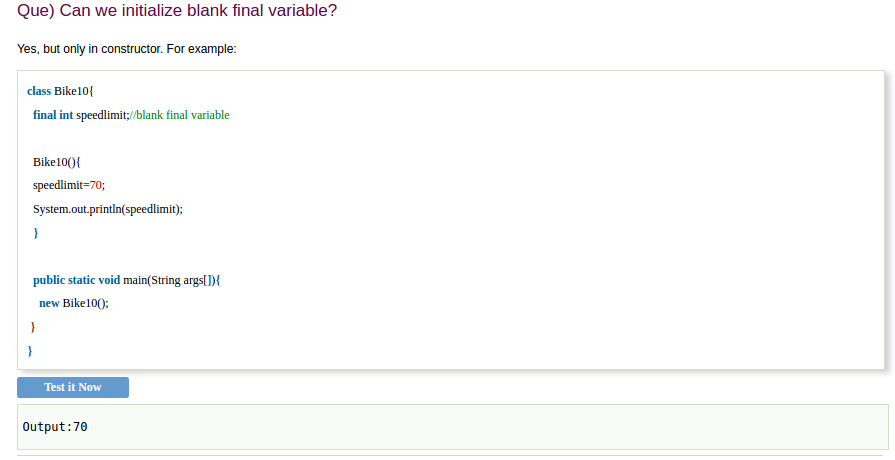 Que) Can we initialize blank final variable?
Yes, but only in constructor. For example:
class Bike10{
final int speedlimit;//blank final variable
Bike10(){
speedlimit=70;
System.out.println(speedlimit);
}
public static void main(String args[]){
new Bike10();
}
}
Test it Now
Output:70